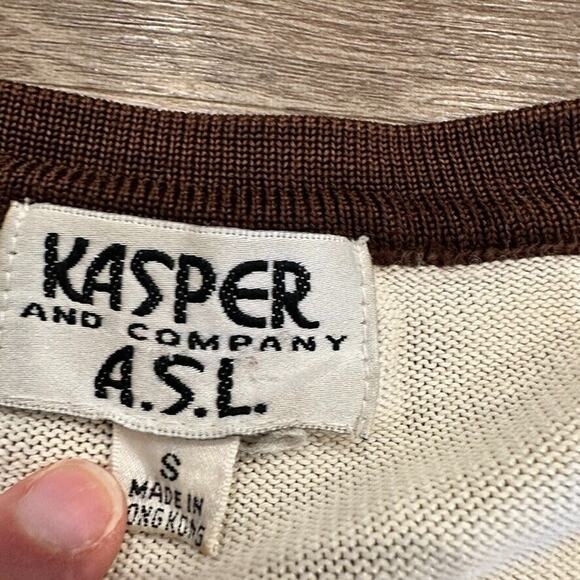 KASPER
AND COMPANY
A.S.L.
S
MADE IN
ONG KONG